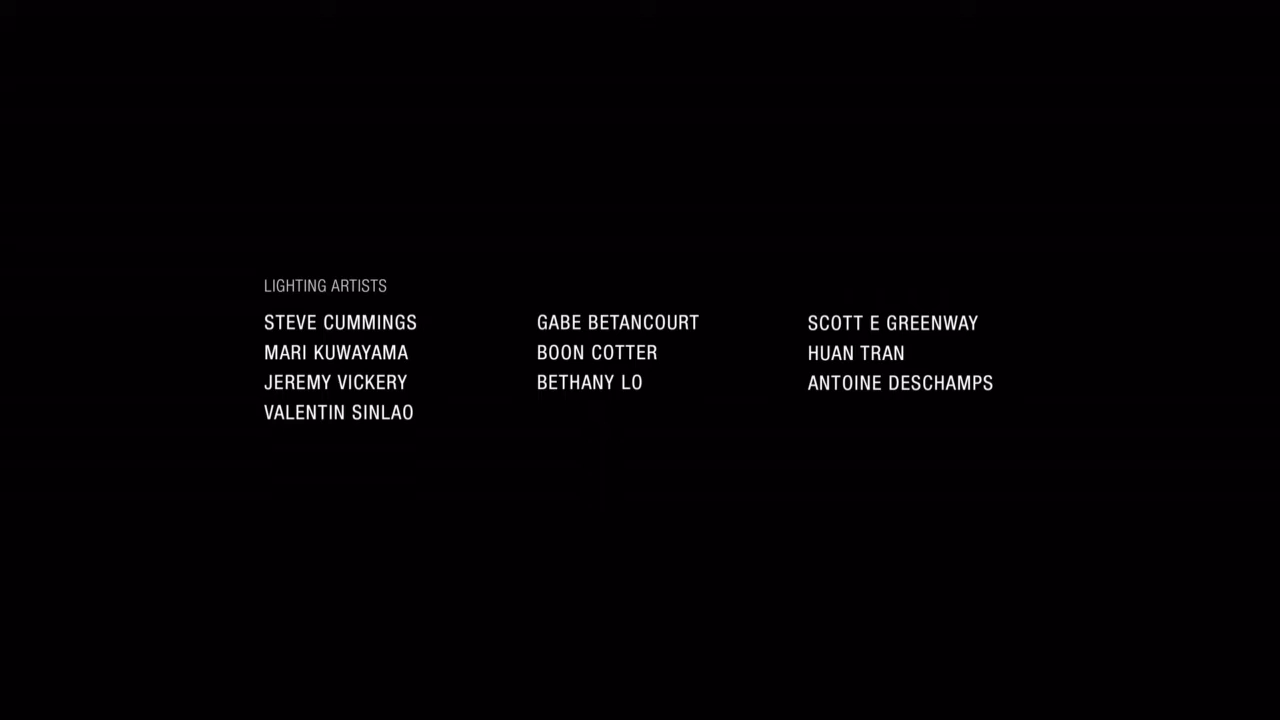 LIGHTING ARTISTS
STEVE CUMMINGS
MARI KUWAYAMA
JEREMY VICKERY
VALENTIN SINLAO
GABE BETANCOURT
BOON COTTER
BETHANY LO
SCOTT E GREENWAY
HUAN TRAN
ANTOINE DESCHAMPS